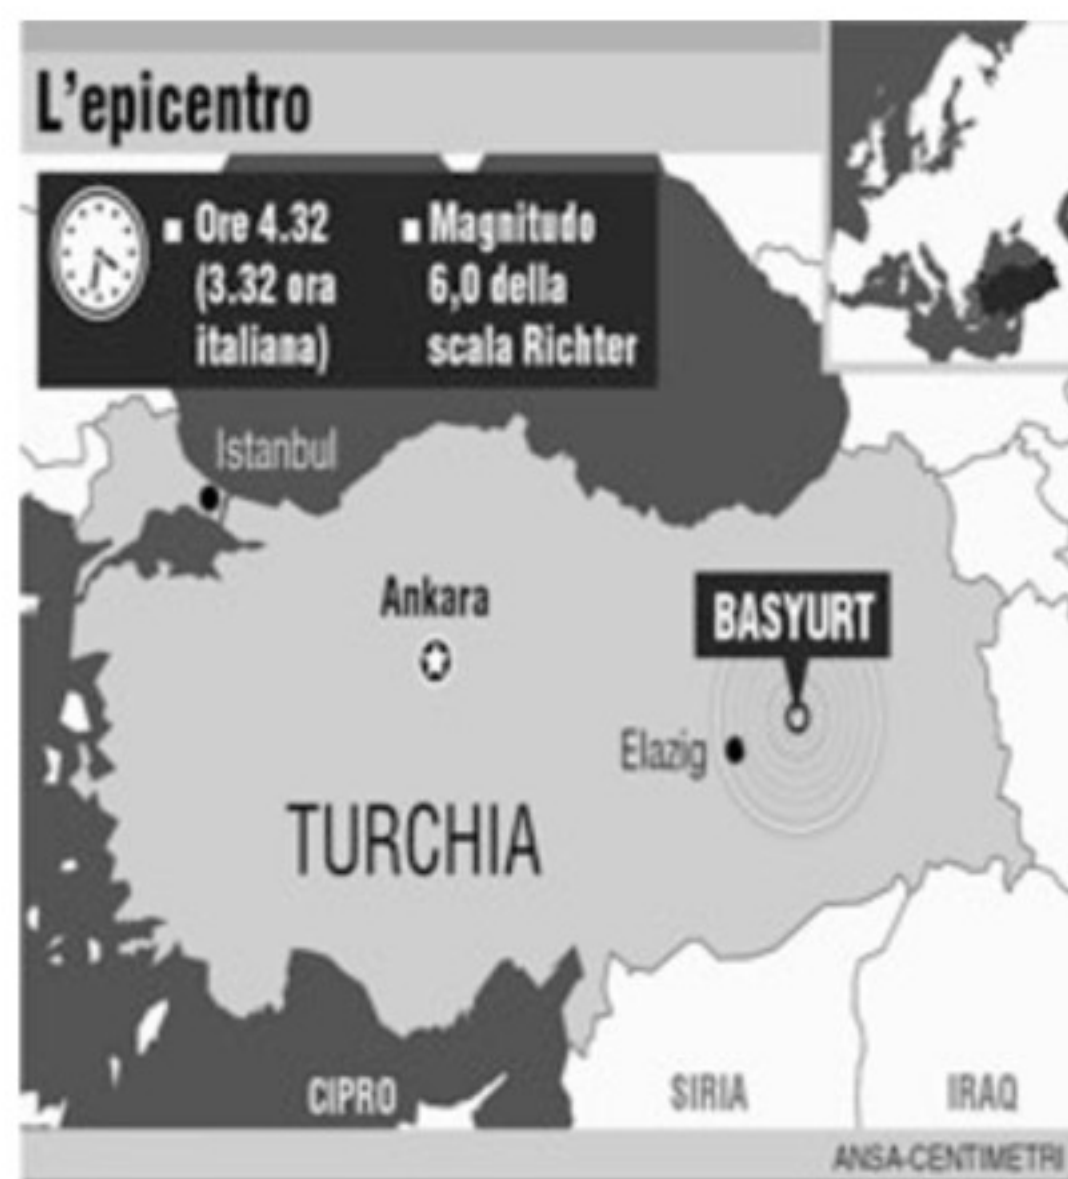 L'epicentro
Ore 4.32
(3.32 ora
italiana)
Magnitudo
6,0 della
scala Richter
Istanbul
Ankara
BASYURT
Elazig
TURCHIA
CIPRO
SIRIA
IRAQ
ANSA-CENTIMETRI